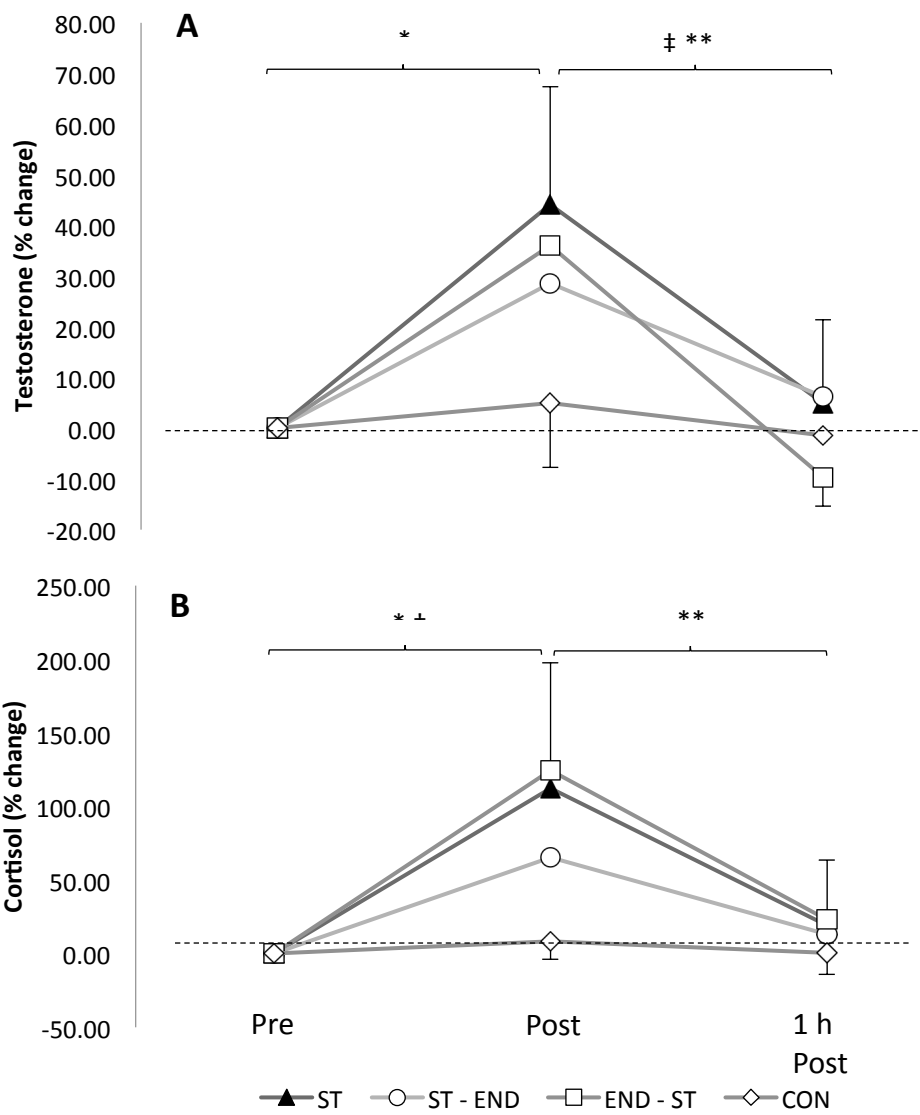 A
*
‡ **
80.00
70.00
60.00
50.00
40.00
30.00
20.00
10.00
0.00
-10.00
-20.00
Testosterone (% change)
B
*
**
250.00
200.00
150.00
100.00
50.00
0.00
-50.00
Cortisol (% change)
Pre
Post
1 h
Post
ST
ST - END
END - ST
CON